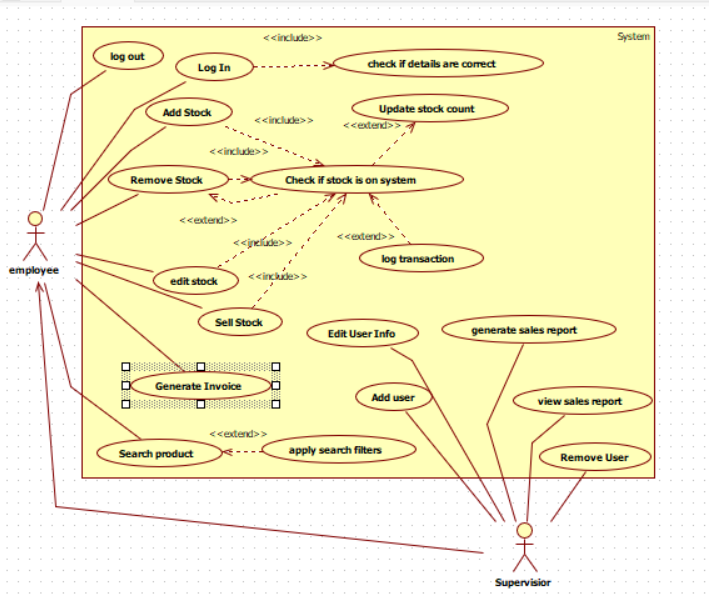 <<include>>
System
log out
Log In
check if details are correct
Add Stock
Update stock count
<<include>>
<<extend>>
<<include>>
Remove Stock
Check if stock is on system
<<extend>>
<<include>>
<<extend>>
employee
log transaction
edit stock
<<include>>
Sell Stock
Edit User Info
generate sales report
Generate Invoice
Add user
view sales report
<<extend>>
Search product
apply search filters
Remove User
Supervisior